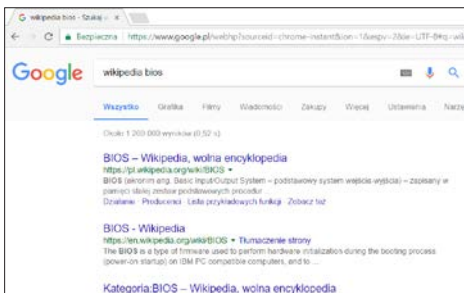 wikipedia bios - Szukaj
Bezpieczna https://www.google.pl/webhp?sourceid=chrome-instant&ion=1&espv=2&ie=UTF-8#q=wiki
Google wikipedia bios
Wszystko Grafika Filmy Wiadomości Zakupy Więcej Ustawienia Narzę
Około 1 200 000 wyników (0,52 s)
BIOS – Wikipedia, wolna encyklopedia
https://pl.wikipedia.org/wiki/BIOS
BIOS (akronim ang. Basic Input/Output System – podstawowy system wejścia-wyjścia) – zapisany w
pamięci stałej zestaw podstawowych procedur ...
Działanie · Producenci · Lista przykładowych funkcji · Zobacz też
BIOS - Wikipedia
https://en.wikipedia.org/wiki/BIOS Tłumaczenie strony
The BIOS is a type of firmware used to perform hardware initialization during the booting process
(power-on startup) on IBM PC compatible computers, and to ...
Kategoria:BIOS – Wikipedia, wolna encyklopedia